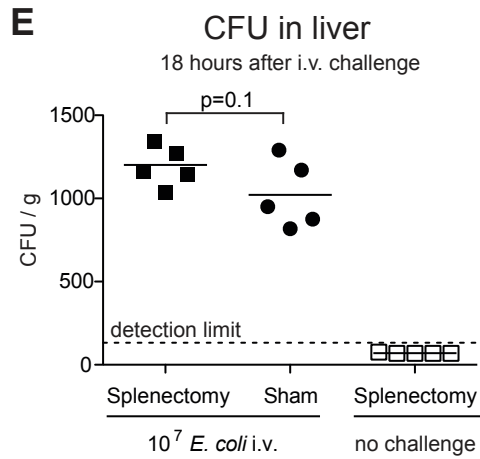 E
CFU in liver
18 hours after i.v. challenge
p=0.1
1500
1000
500
0
CFU / g
detection limit
Splenectomy Sham Splenectomy
10⁷ E. coli i.v. no challenge